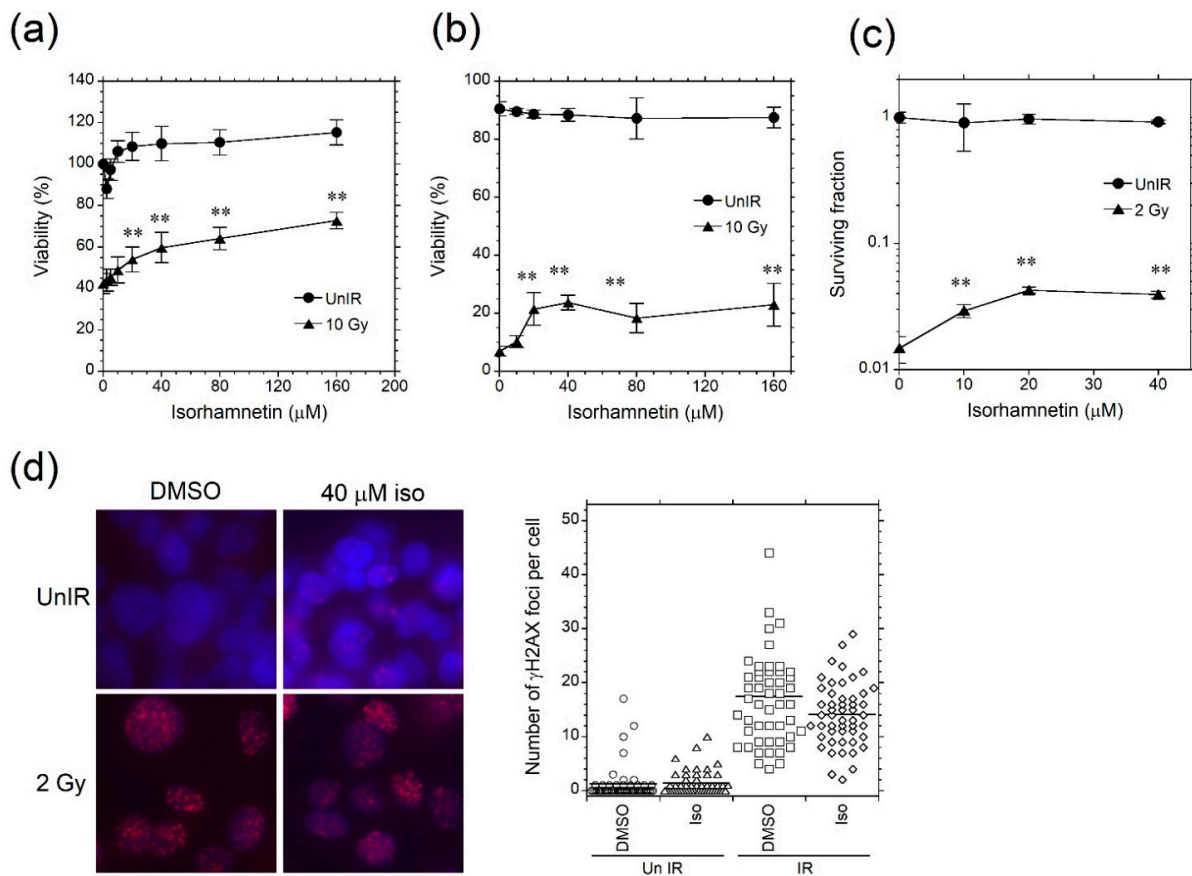 (a)
140
120
100
80
60
40
20
0
Viability (%)
** ** ** **
UnIR
10 Gy
0 40 80 120 160 200
Isorhamnetin (μM)
(b)
100
80
60
40
20
0
Viability (%)
UnIR
10 Gy
** ** ** **
0 40 80 120 160
Isorhamnetin (μM)
(c)
1
0.1
0.01
Surviving fraction
UnIR
2 Gy
** ** **
0 10 20 30 40
Isorhamnetin (μM)
(d)
DMSO 40 μM iso
UnIR
2 Gy
50
40
30
20
10
0
Number of γH2AX foci per cell
DMSO Iso DMSO Iso
Un IR IR